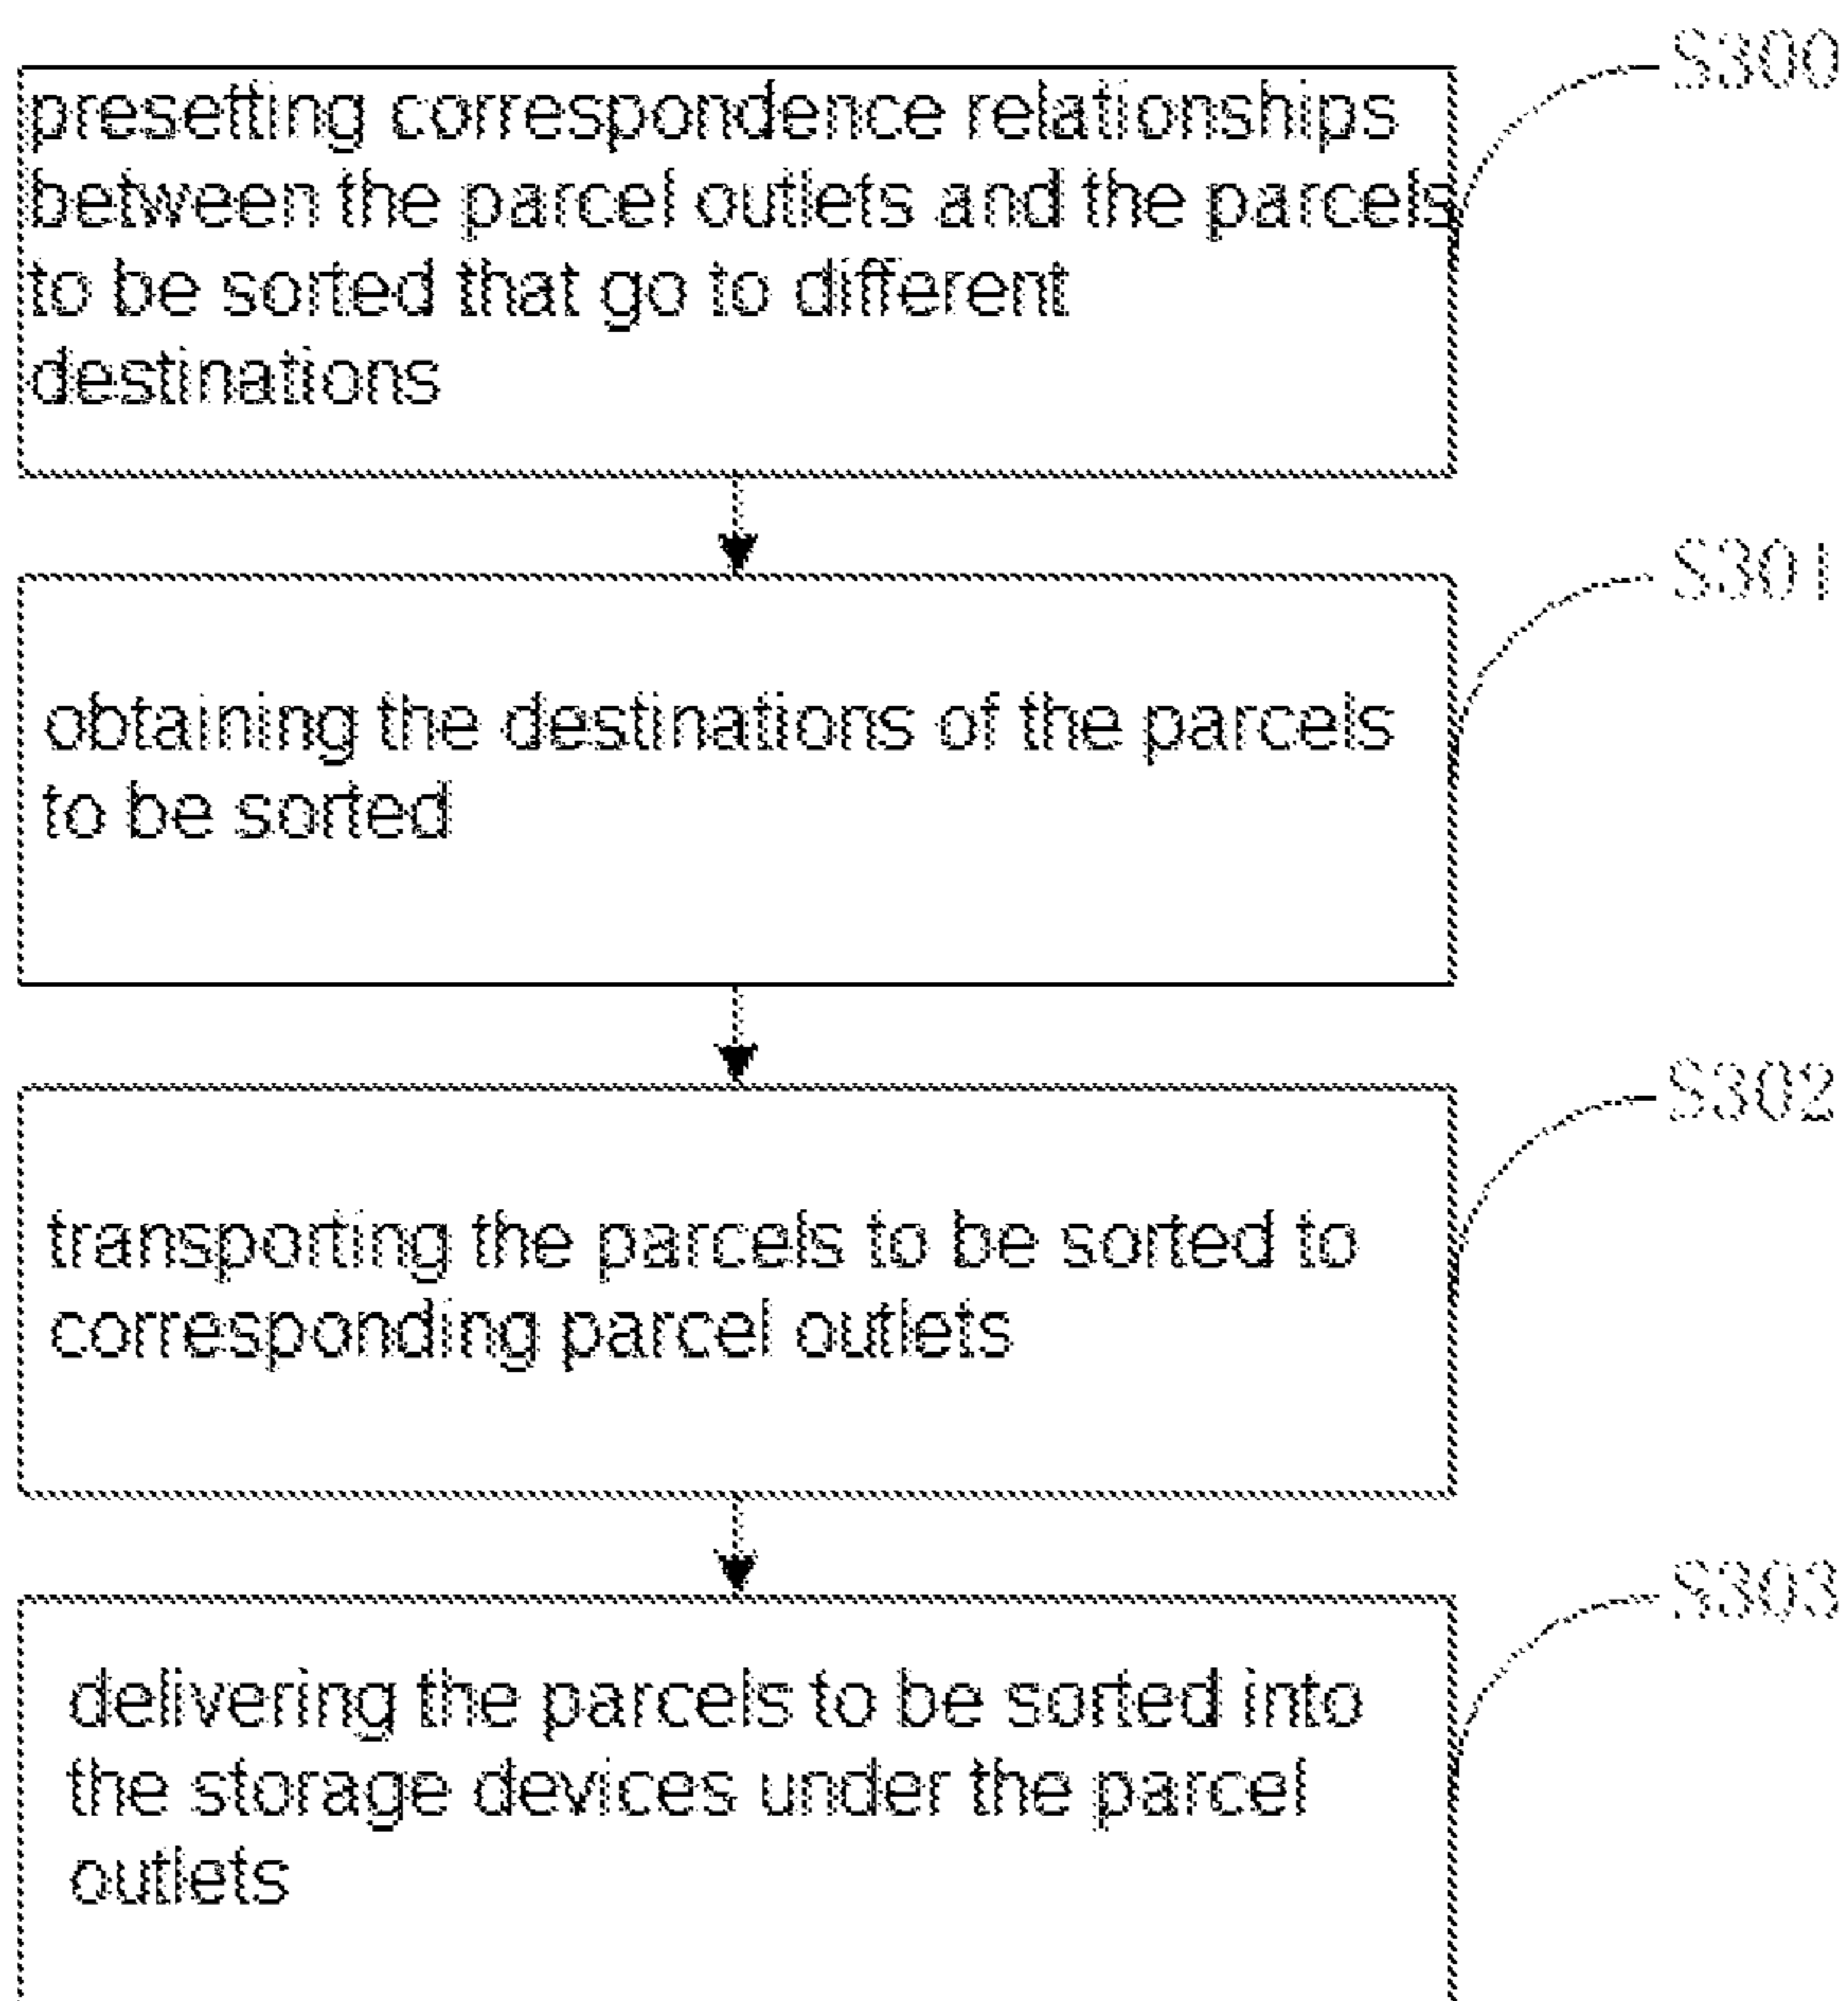 S300
presetting correspondence relationships
between the parcel outlets and the parcels
to be sorted that go to different
destinations
S301
obtaining the destinations of the parcels
to be sorted
S302
transporting the parcels to be sorted to
corresponding parcel outlets
S303
delivering the parcels to be sorted into
the storage devices under the parcel
outlets